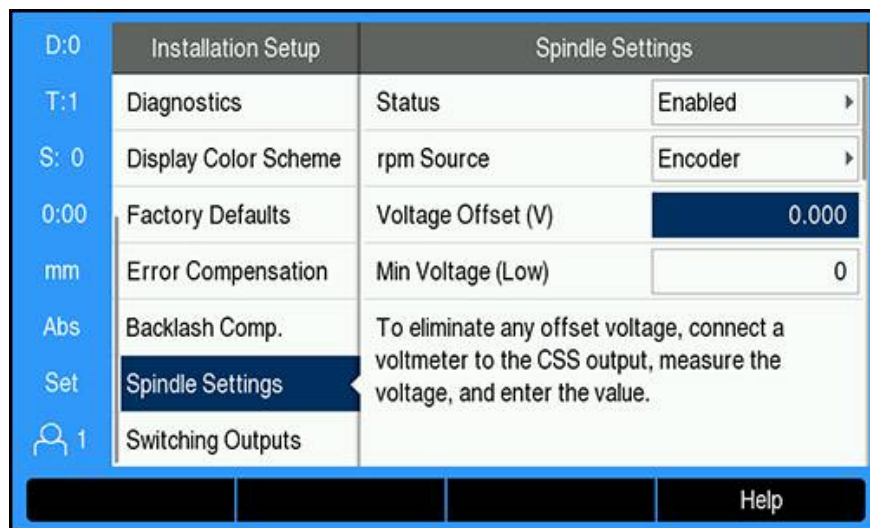 D:0
T:1
S: 0
0:00
mm
Abs
Set
1
Installation Setup
Diagnostics
Display Color Scheme
Factory Defaults
Error Compensation
Backlash Comp.
Spindle Settings
Switching Outputs
Spindle Settings
Status Enabled
rpm Source Encoder
Voltage Offset (V) 0.000
Min Voltage (Low) 0
To eliminate any offset voltage, connect a
voltmeter to the CSS output, measure the
voltage, and enter the value.
Help